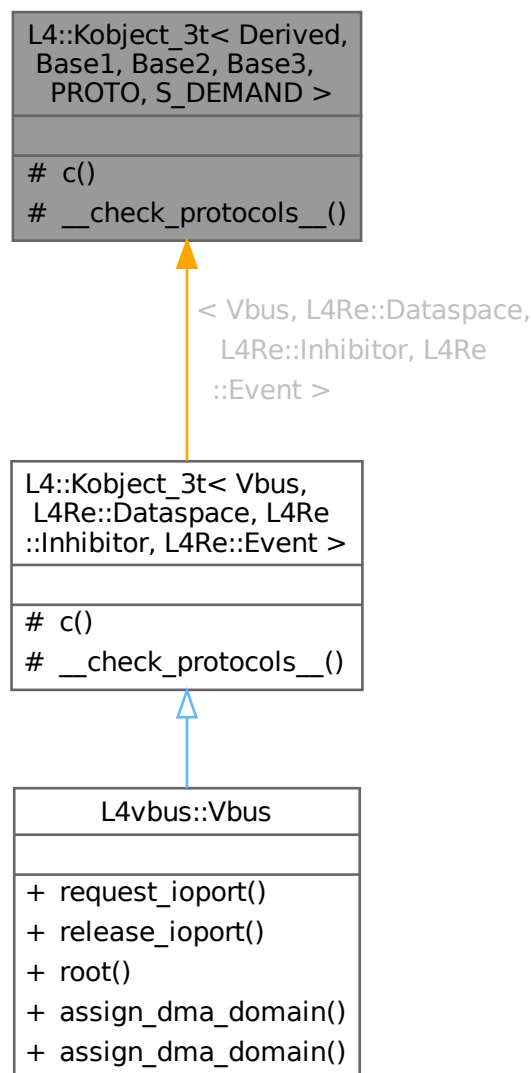 L4::Kobject_3t< Derived,
Base1, Base2, Base3,
PROTO, S_DEMAND >
# c()
# __check_protocols__()
< Vbus, L4Re::Dataspace,
L4Re::Inhibitor, L4Re
::Event >
L4::Kobject_3t< Vbus,
L4Re::Dataspace, L4Re
::Inhibitor, L4Re::Event >
# c()
# __check_protocols__()
L4vbus::Vbus
+ request_ioport()
+ release_ioport()
+ root()
+ assign_dma_domain()
+ assign_dma_domain()